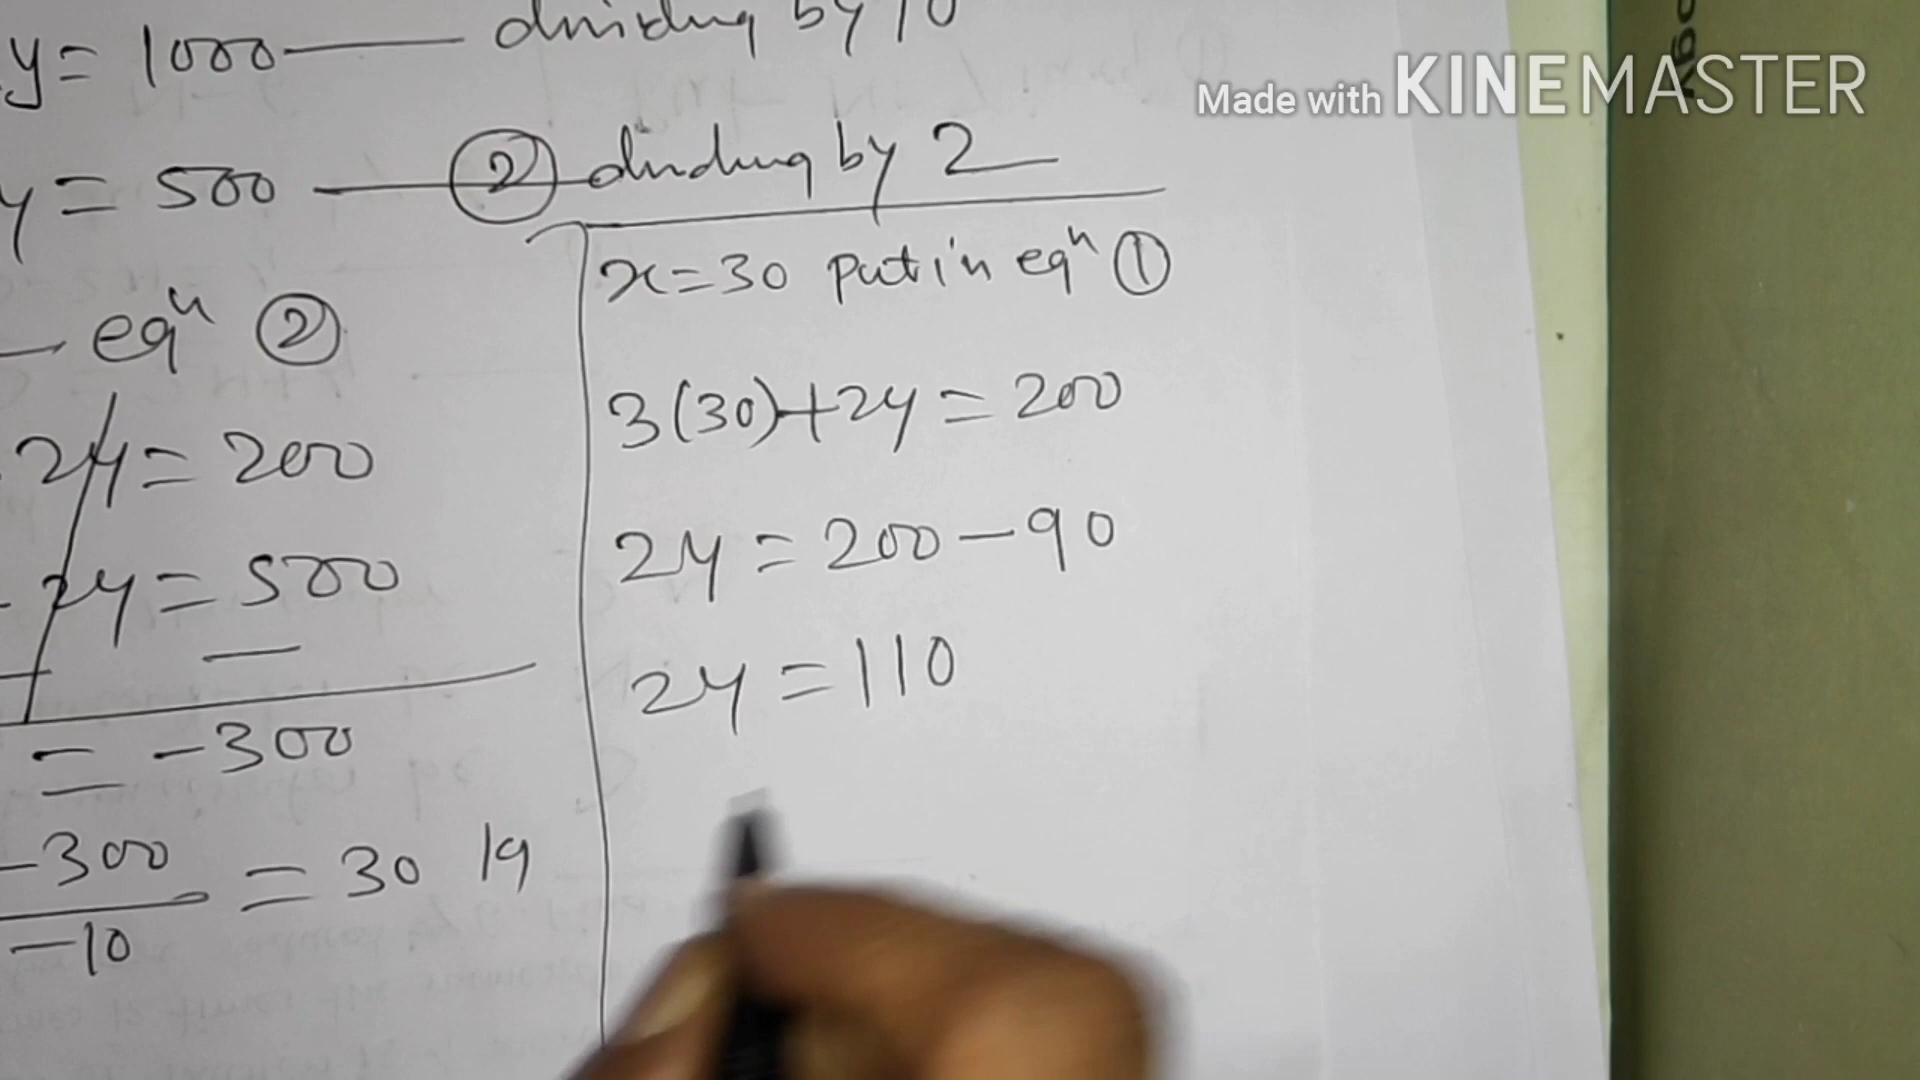 y = 1000 — dividing by 10
Made with KINEMASTER
y = 500 — ② dividing by 2
x = 30 put in eqⁿ ①
— eqⁿ ②
3(30) + 2y = 200
2y = 200
2y = 200 - 90
2y = 500
2y = 110
= -300
-300 / -10 = 30